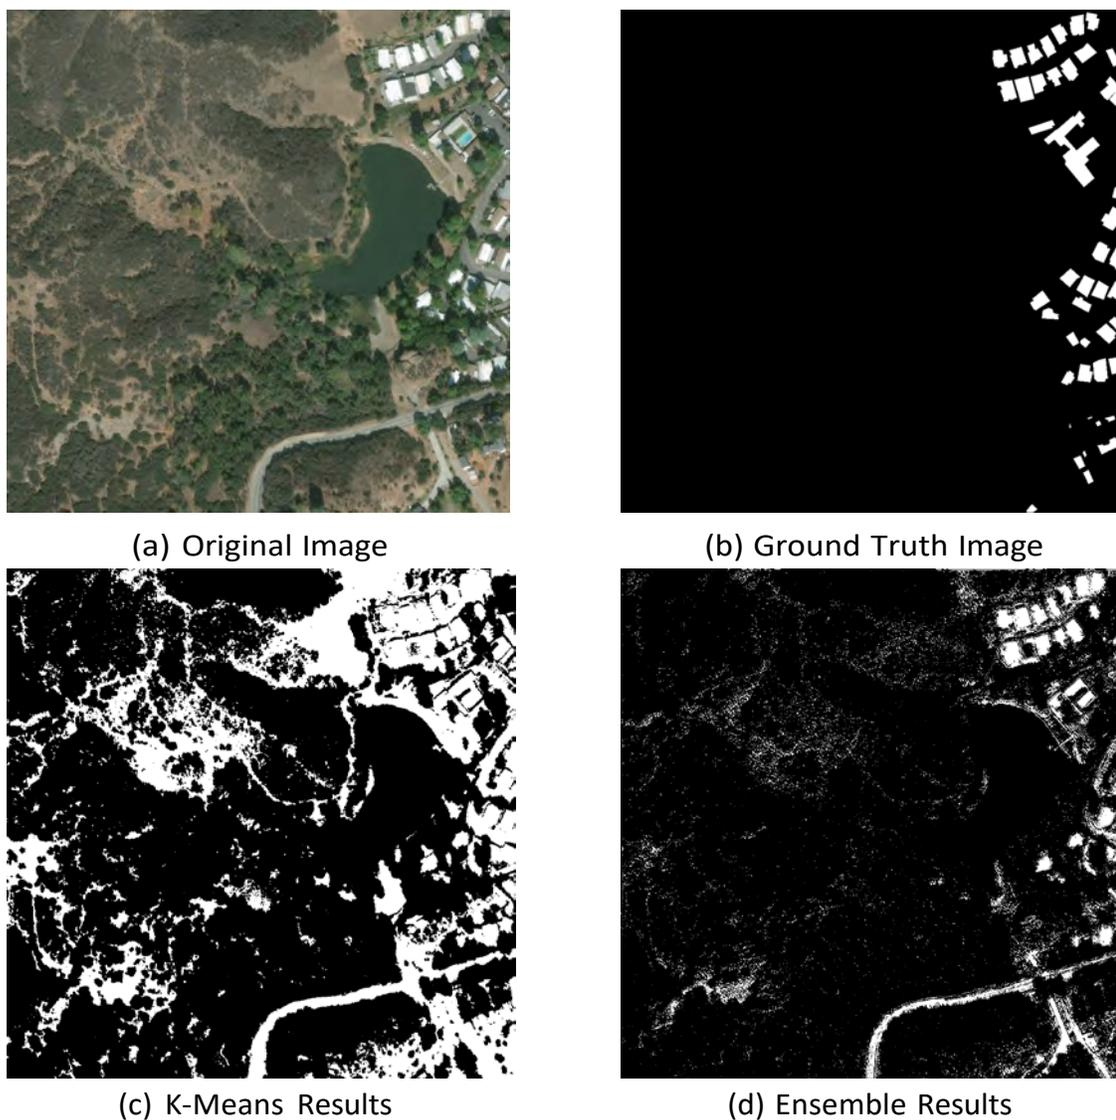 (a) Original Image
(b) Ground Truth Image
(c) K-Means Results
(d) Ensemble Results